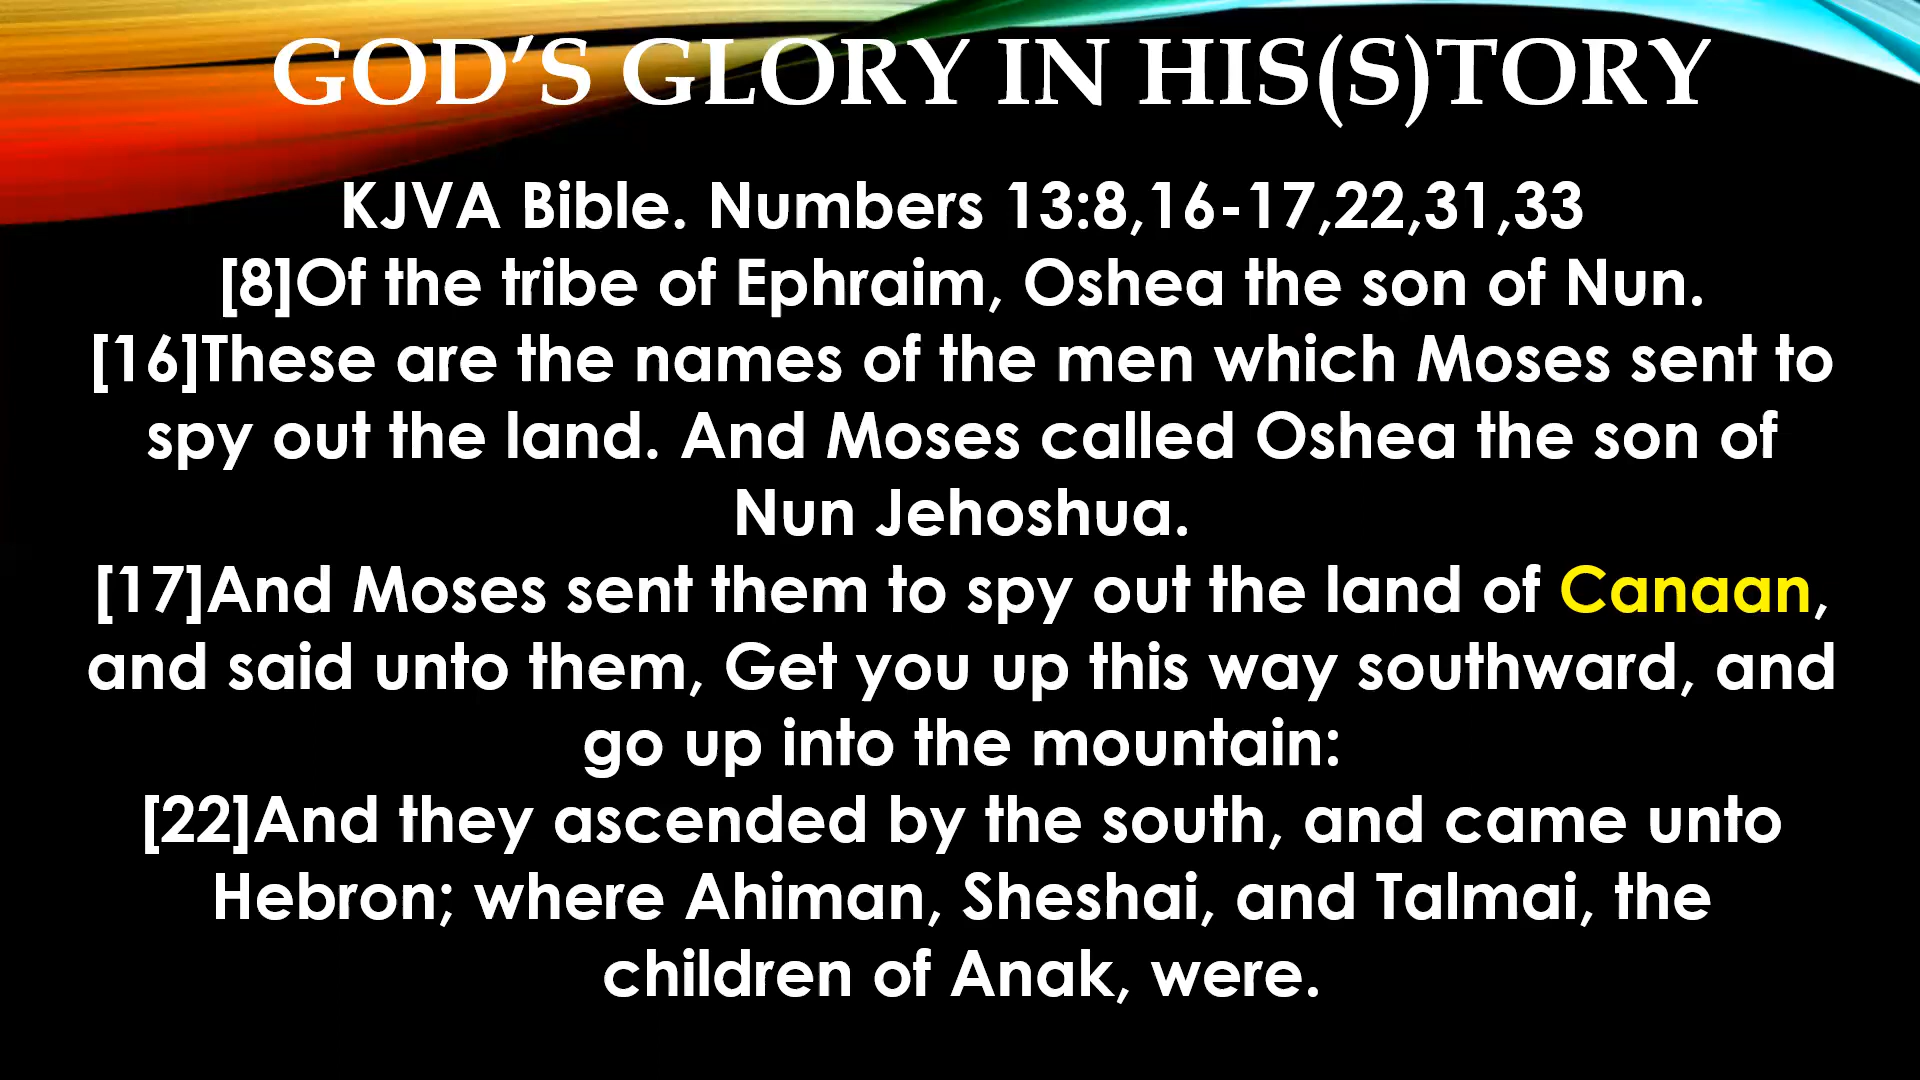 GOD’S GLORY IN HIS(S)TORY
KJVA Bible. Numbers 13:8,16-17,22,31,33
[8]Of the tribe of Ephraim, Oshea the son of Nun.
[16]These are the names of the men which Moses sent to
spy out the land. And Moses called Oshea the son of
Nun Jehoshua.
[17]And Moses sent them to spy out the land of Canaan,
and said unto them, Get you up this way southward, and
go up into the mountain:
[22]And they ascended by the south, and came unto
Hebron; where Ahiman, Sheshai, and Talmai, the
children of Anak, were.